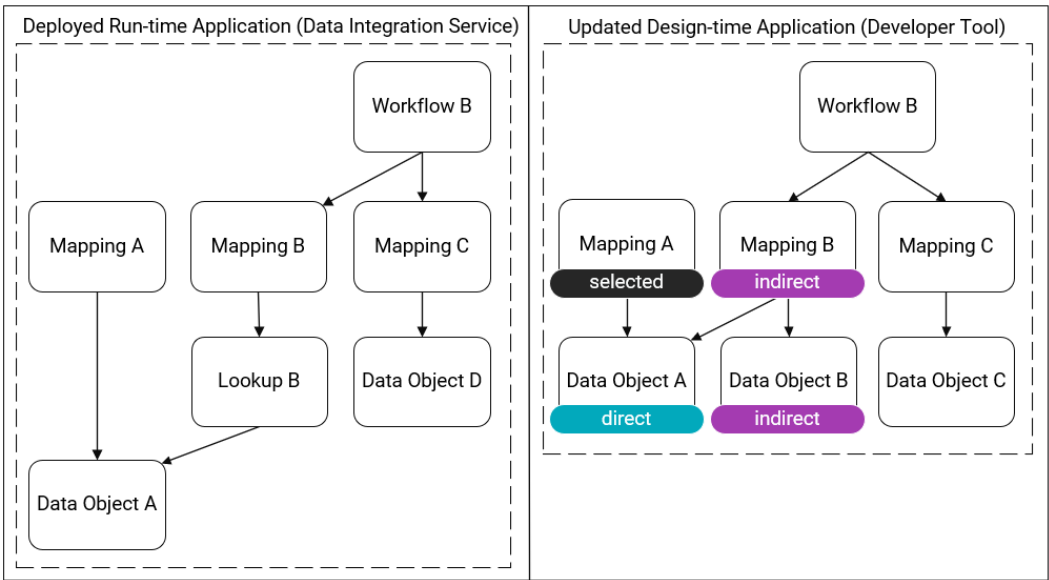 Deployed Run-time Application (Data Integration Service)
Workflow B
Mapping A
Mapping B
Mapping C
Lookup B
Data Object D
Data Object A
Updated Design-time Application (Developer Tool)
Workflow B
Mapping A
selected
Mapping B
indirect
Mapping C
Data Object A
direct
Data Object B
indirect
Data Object C